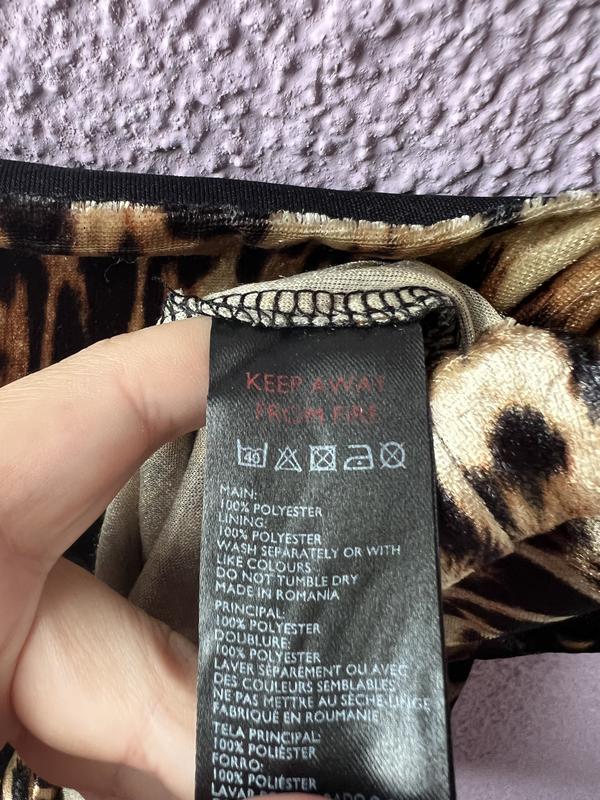 KEEP AWAY
FROM FIRE
40
MAIN:
100% POLYESTER
LINING:
100% POLYESTER
WASH SEPARATELY OR WITH
LIKE COLOURS
DO NOT TUMBLE DRY
MADE IN ROMANIA
PRINCIPAL:
100% POLYESTER
DOUBLURE:
100% POLYESTER
LAVER SÉPARÉMENT OU AVEC
DES COULEURS SEMBLABLES
NE PAS METTRE AU SÈCHE-LINGE
FABRIQUÉ EN ROUMANIE
TELA PRINCIPAL:
100% POLIÉSTER
FORRO:
100% POLIÉSTER
LAVAR